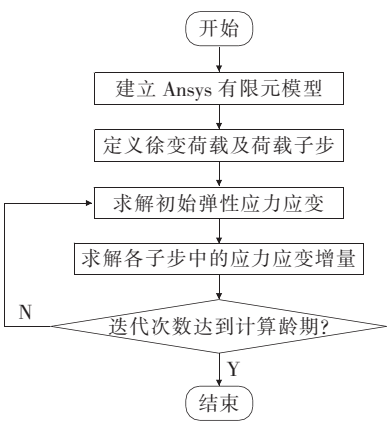 开始
建立 Ansys 有限元模型
定义徐变荷载及荷载子步
求解初始弹性应力应变
求解各子步中的应力应变增量
N
迭代次数达到计算龄期?
Y
结束